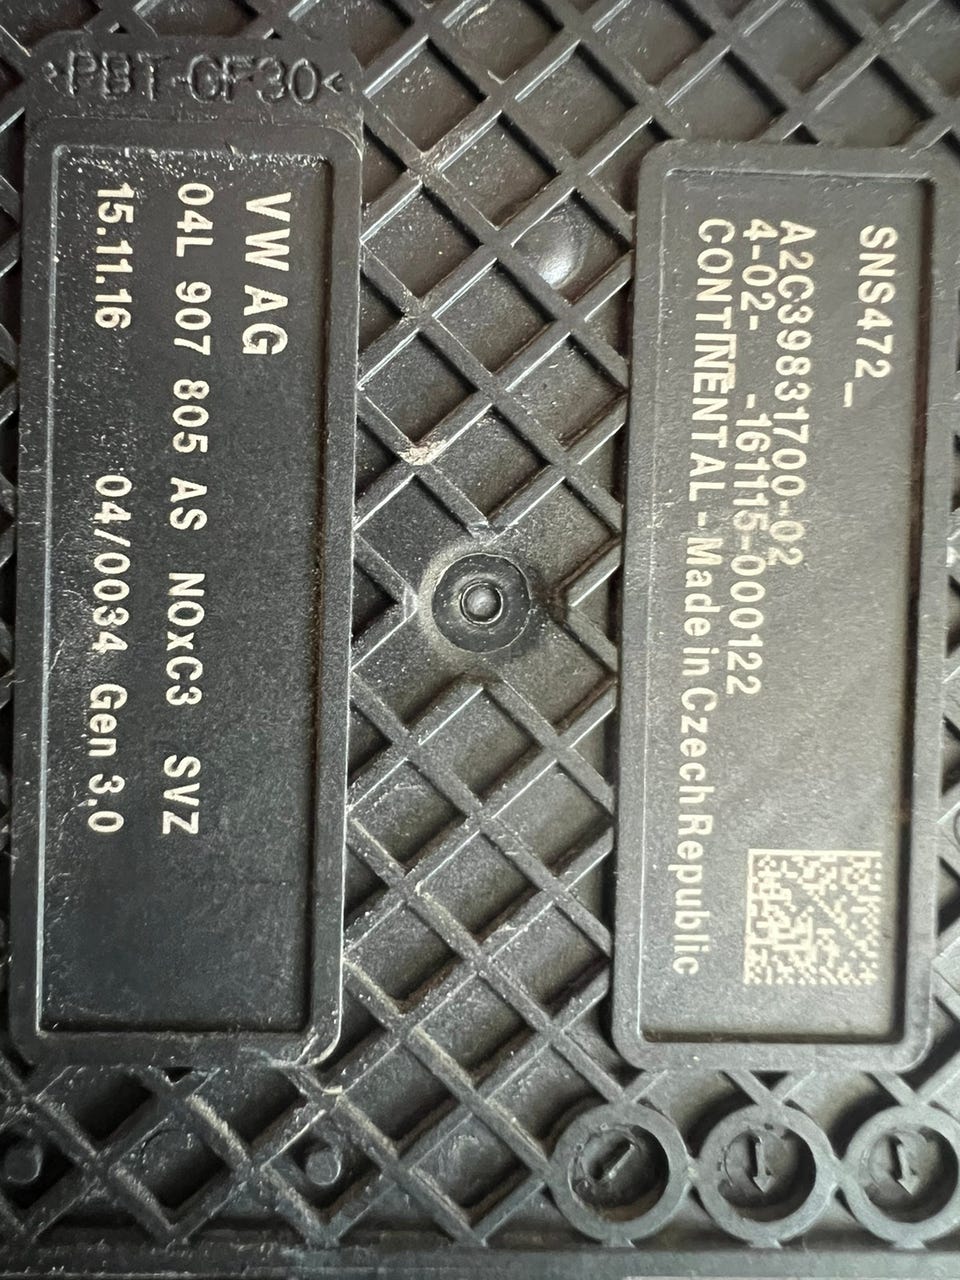 >PBT-GF30<
VW AG
04L 907 805 AS NOxC3 SVZ
15.11.16 04/0034 Gen 3.0
SNS472_
A2C39831700-02
4-02- -161115-000122
CONTINENTAL - Made in Czech Republic